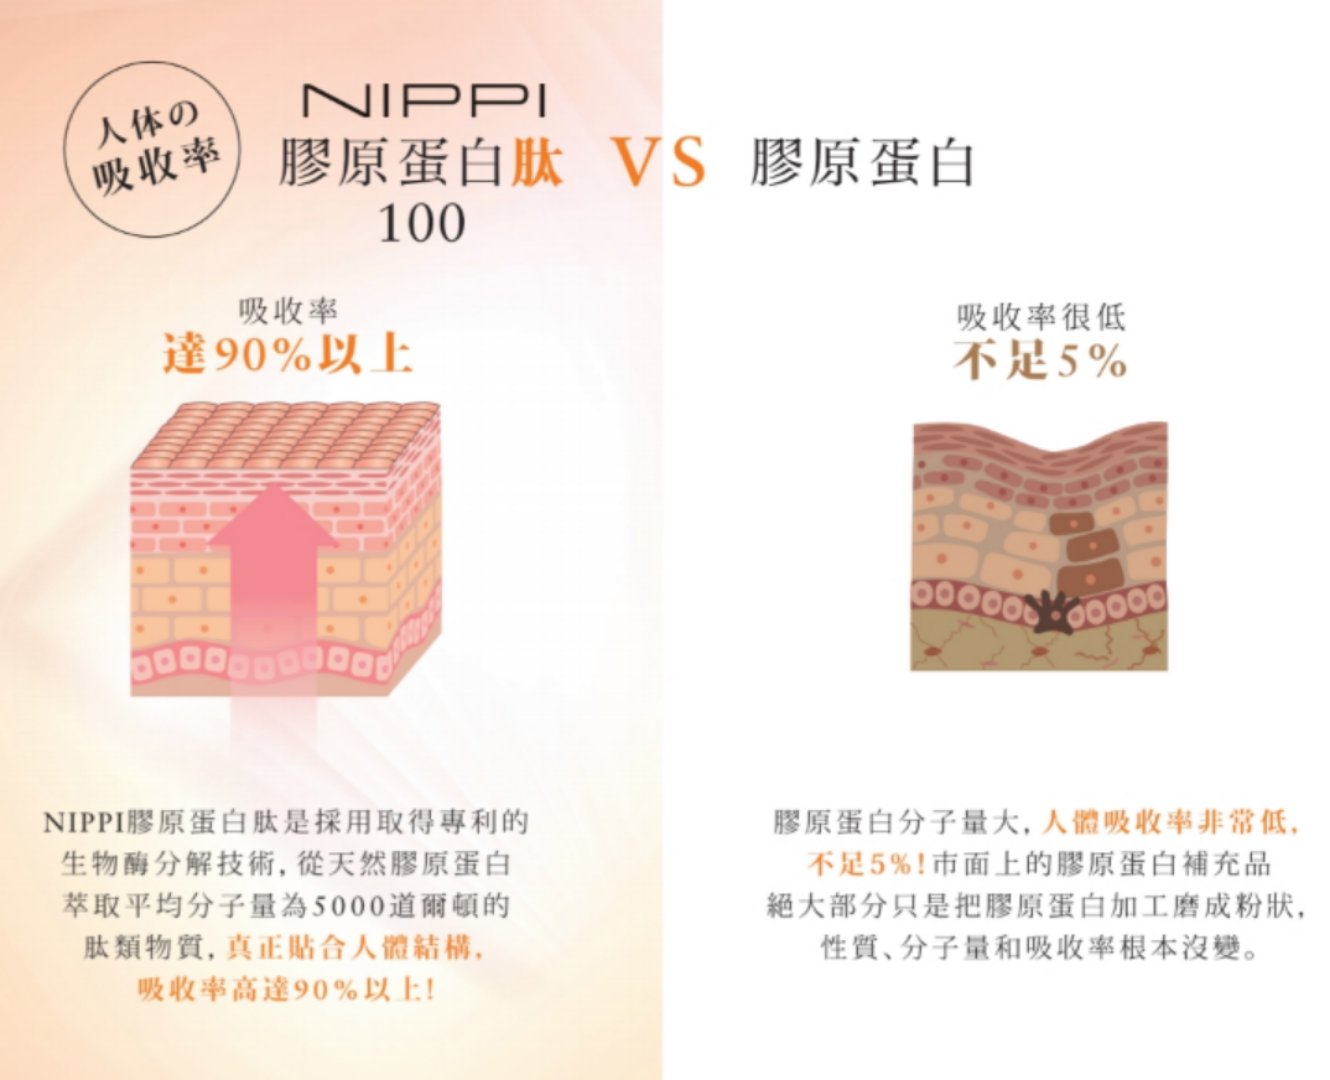 人体の
吸收率
NIPPI
膠原蛋白肽 VS 膠原蛋白
100
吸收率
達90%以上
吸收率很低
不足5%
NIPPI膠原蛋白肽是採用取得專利的
生物酶分解技術,從天然膠原蛋白
萃取平均分子量為5000道爾頓的
肽類物質,真正貼合人體結構,
吸收率高達90%以上!
膠原蛋白分子量大,人體吸收率非常低,
不足5%!市面上的膠原蛋白補充品
絕大部分只是把膠原蛋白加工磨成粉狀,
性質、分子量和吸收率根本沒變。